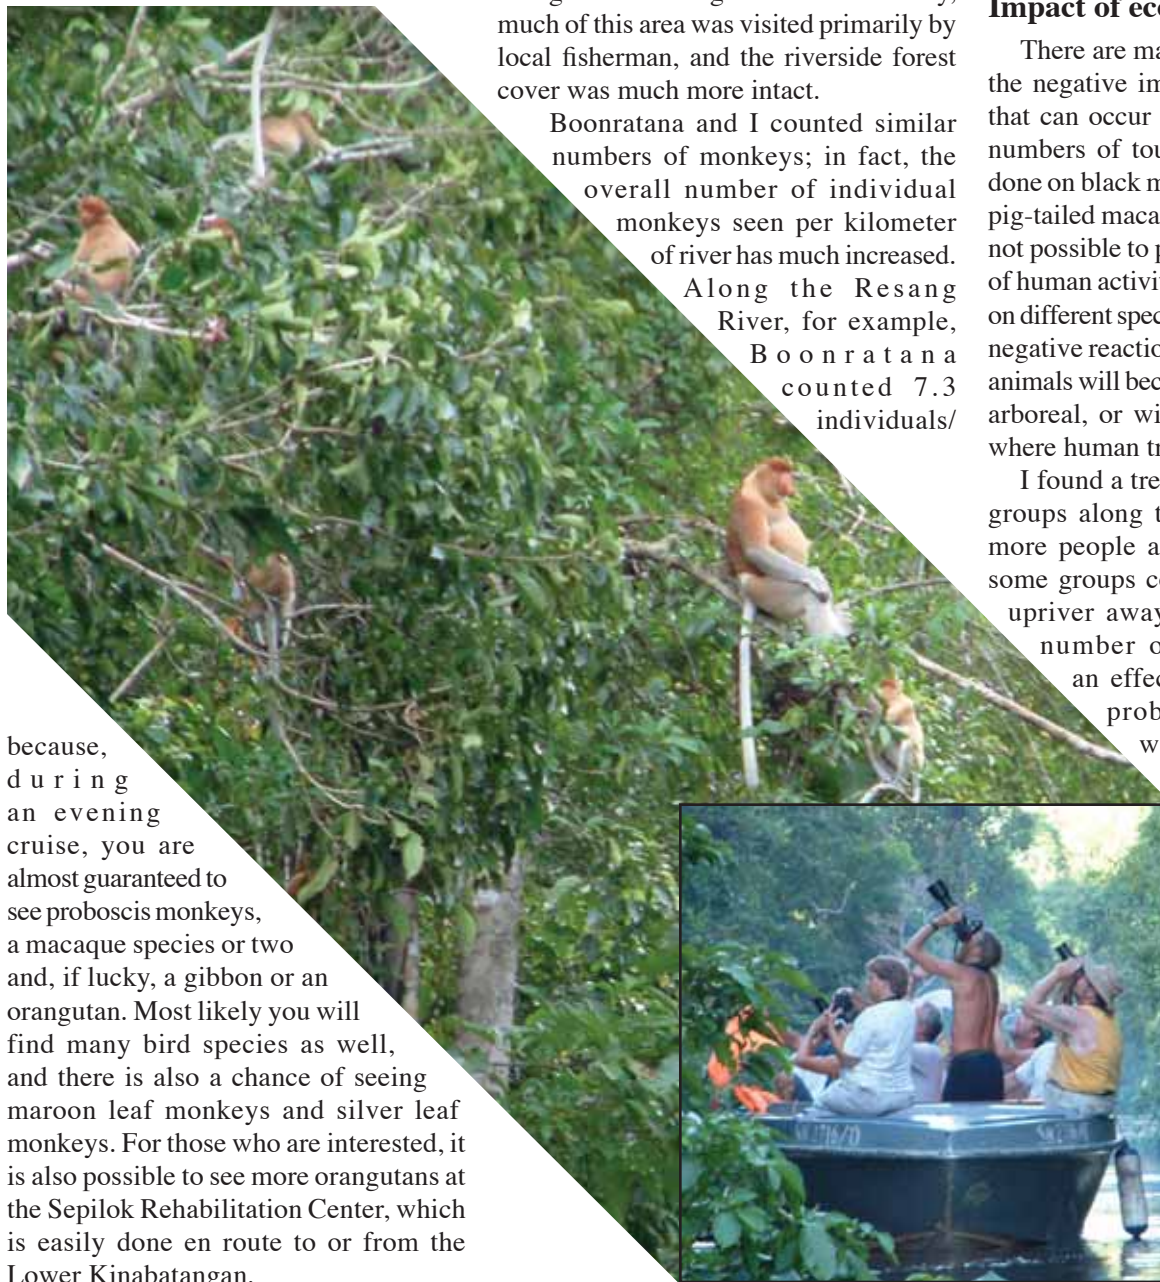 because,
during
an evening
cruise, you are
almost guaranteed to
see proboscis monkeys,
a macaque species or two
and, if lucky, a gibbon or an
orangutan. Most likely you will
find many bird species as well,
and there is also a chance of seeing
maroon leaf monkeys and silver leaf
monkeys. For those who are interested, it
is also possible to see more orangutans at
the Sepilok Rehabilitation Center, which
is easily done en route to or from the
Lower Kinabatangan.
much of this area was visited primarily by
local fisherman, and the riverside forest
cover was much more intact.
Boonratana and I counted similar
numbers of monkeys; in fact, the
overall number of individual
monkeys seen per kilometer
of river has much increased.
Along the Resang
River, for example,
Boonratana
counted 7.3
individuals/
Impact of ec
There are ma
the negative im
that can occur
numbers of tou
done on black m
pig-tailed maca
not possible to p
of human activi
on different spec
negative reactio
animals will bec
arboreal, or wi
where human tr
I found a tre
groups along t
more people a
some groups c
upriver away
number o
an effec
prob
w